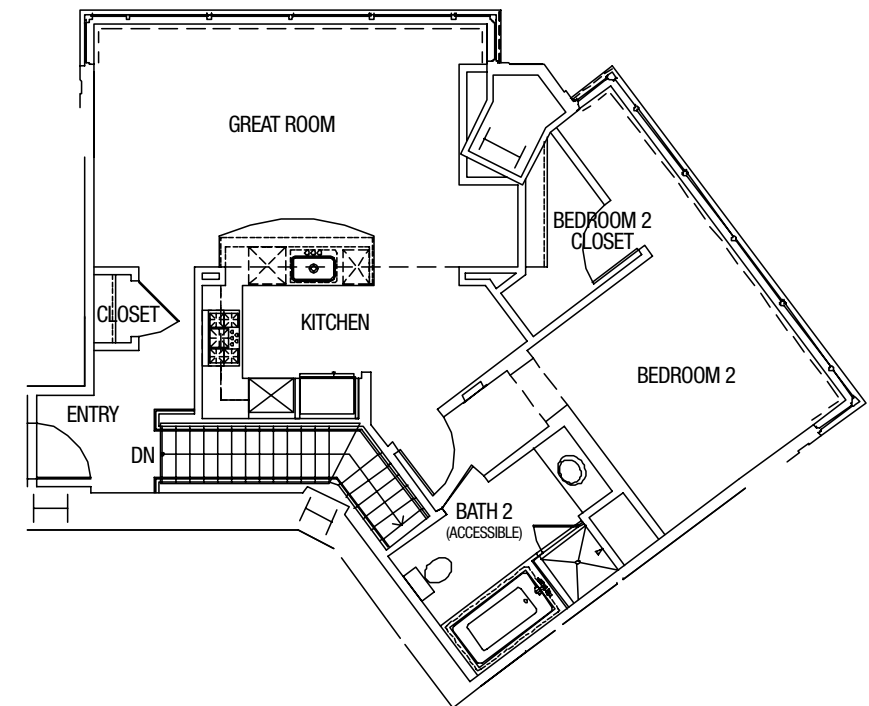 GREAT ROOM
BEDROOM 2
CLOSET
CLOSET
KITCHEN
BEDROOM 2
ENTRY
DN
BATH 2
(ACCESSIBLE)